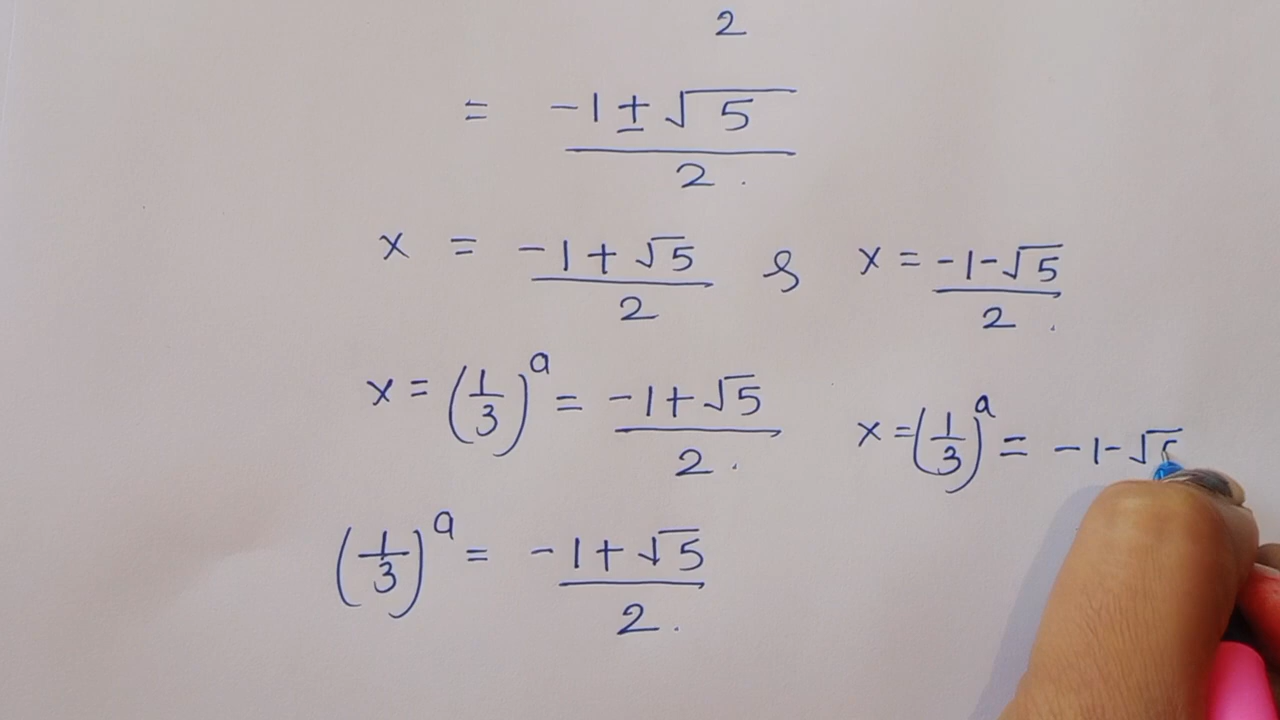 2
= (-1 ± √5)/2.
x = (-1 + √5)/2 & x = (-1 - √5)/2.
x = (1/3)^a = (-1 + √5)/2. x = (1/3)^a = -1 - √5
(1/3)^a = (-1 + √5)/2.